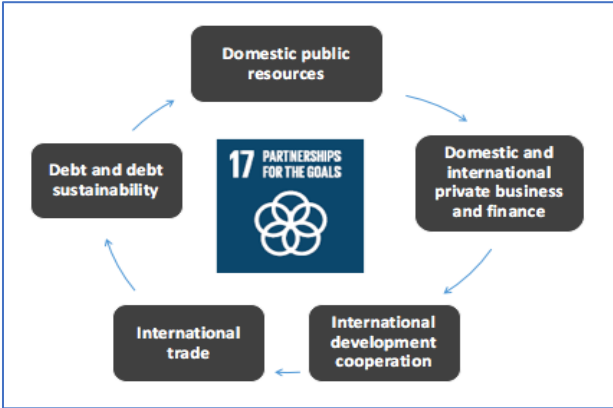 Domestic public
resources
Domestic and
international
private business
and finance
International
development
cooperation
International
trade
Debt and debt
sustainability
17 PARTNERSHIPS
FOR THE GOALS